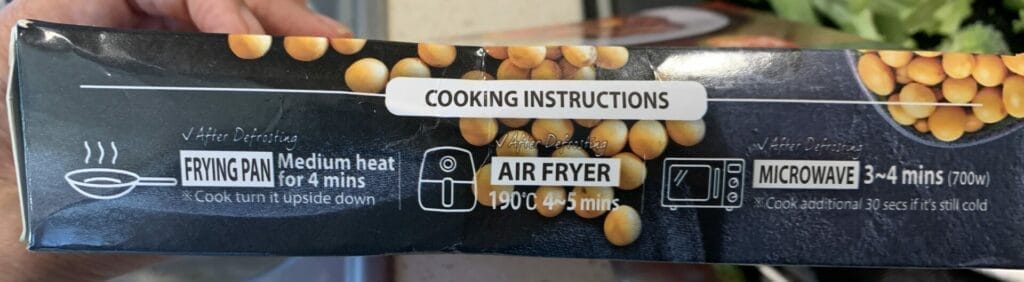 COOKING INSTRUCTIONS
✓After Defrosting
FRYING PAN Medium heat for 4 mins
※Cook turn it upside down
✓After Defrosting
AIR FRYER
190℃ 4~5 mins
✓After Defrosting
MICROWAVE 3~4 mins (700w)
※Cook additional 30 secs if it's still cold